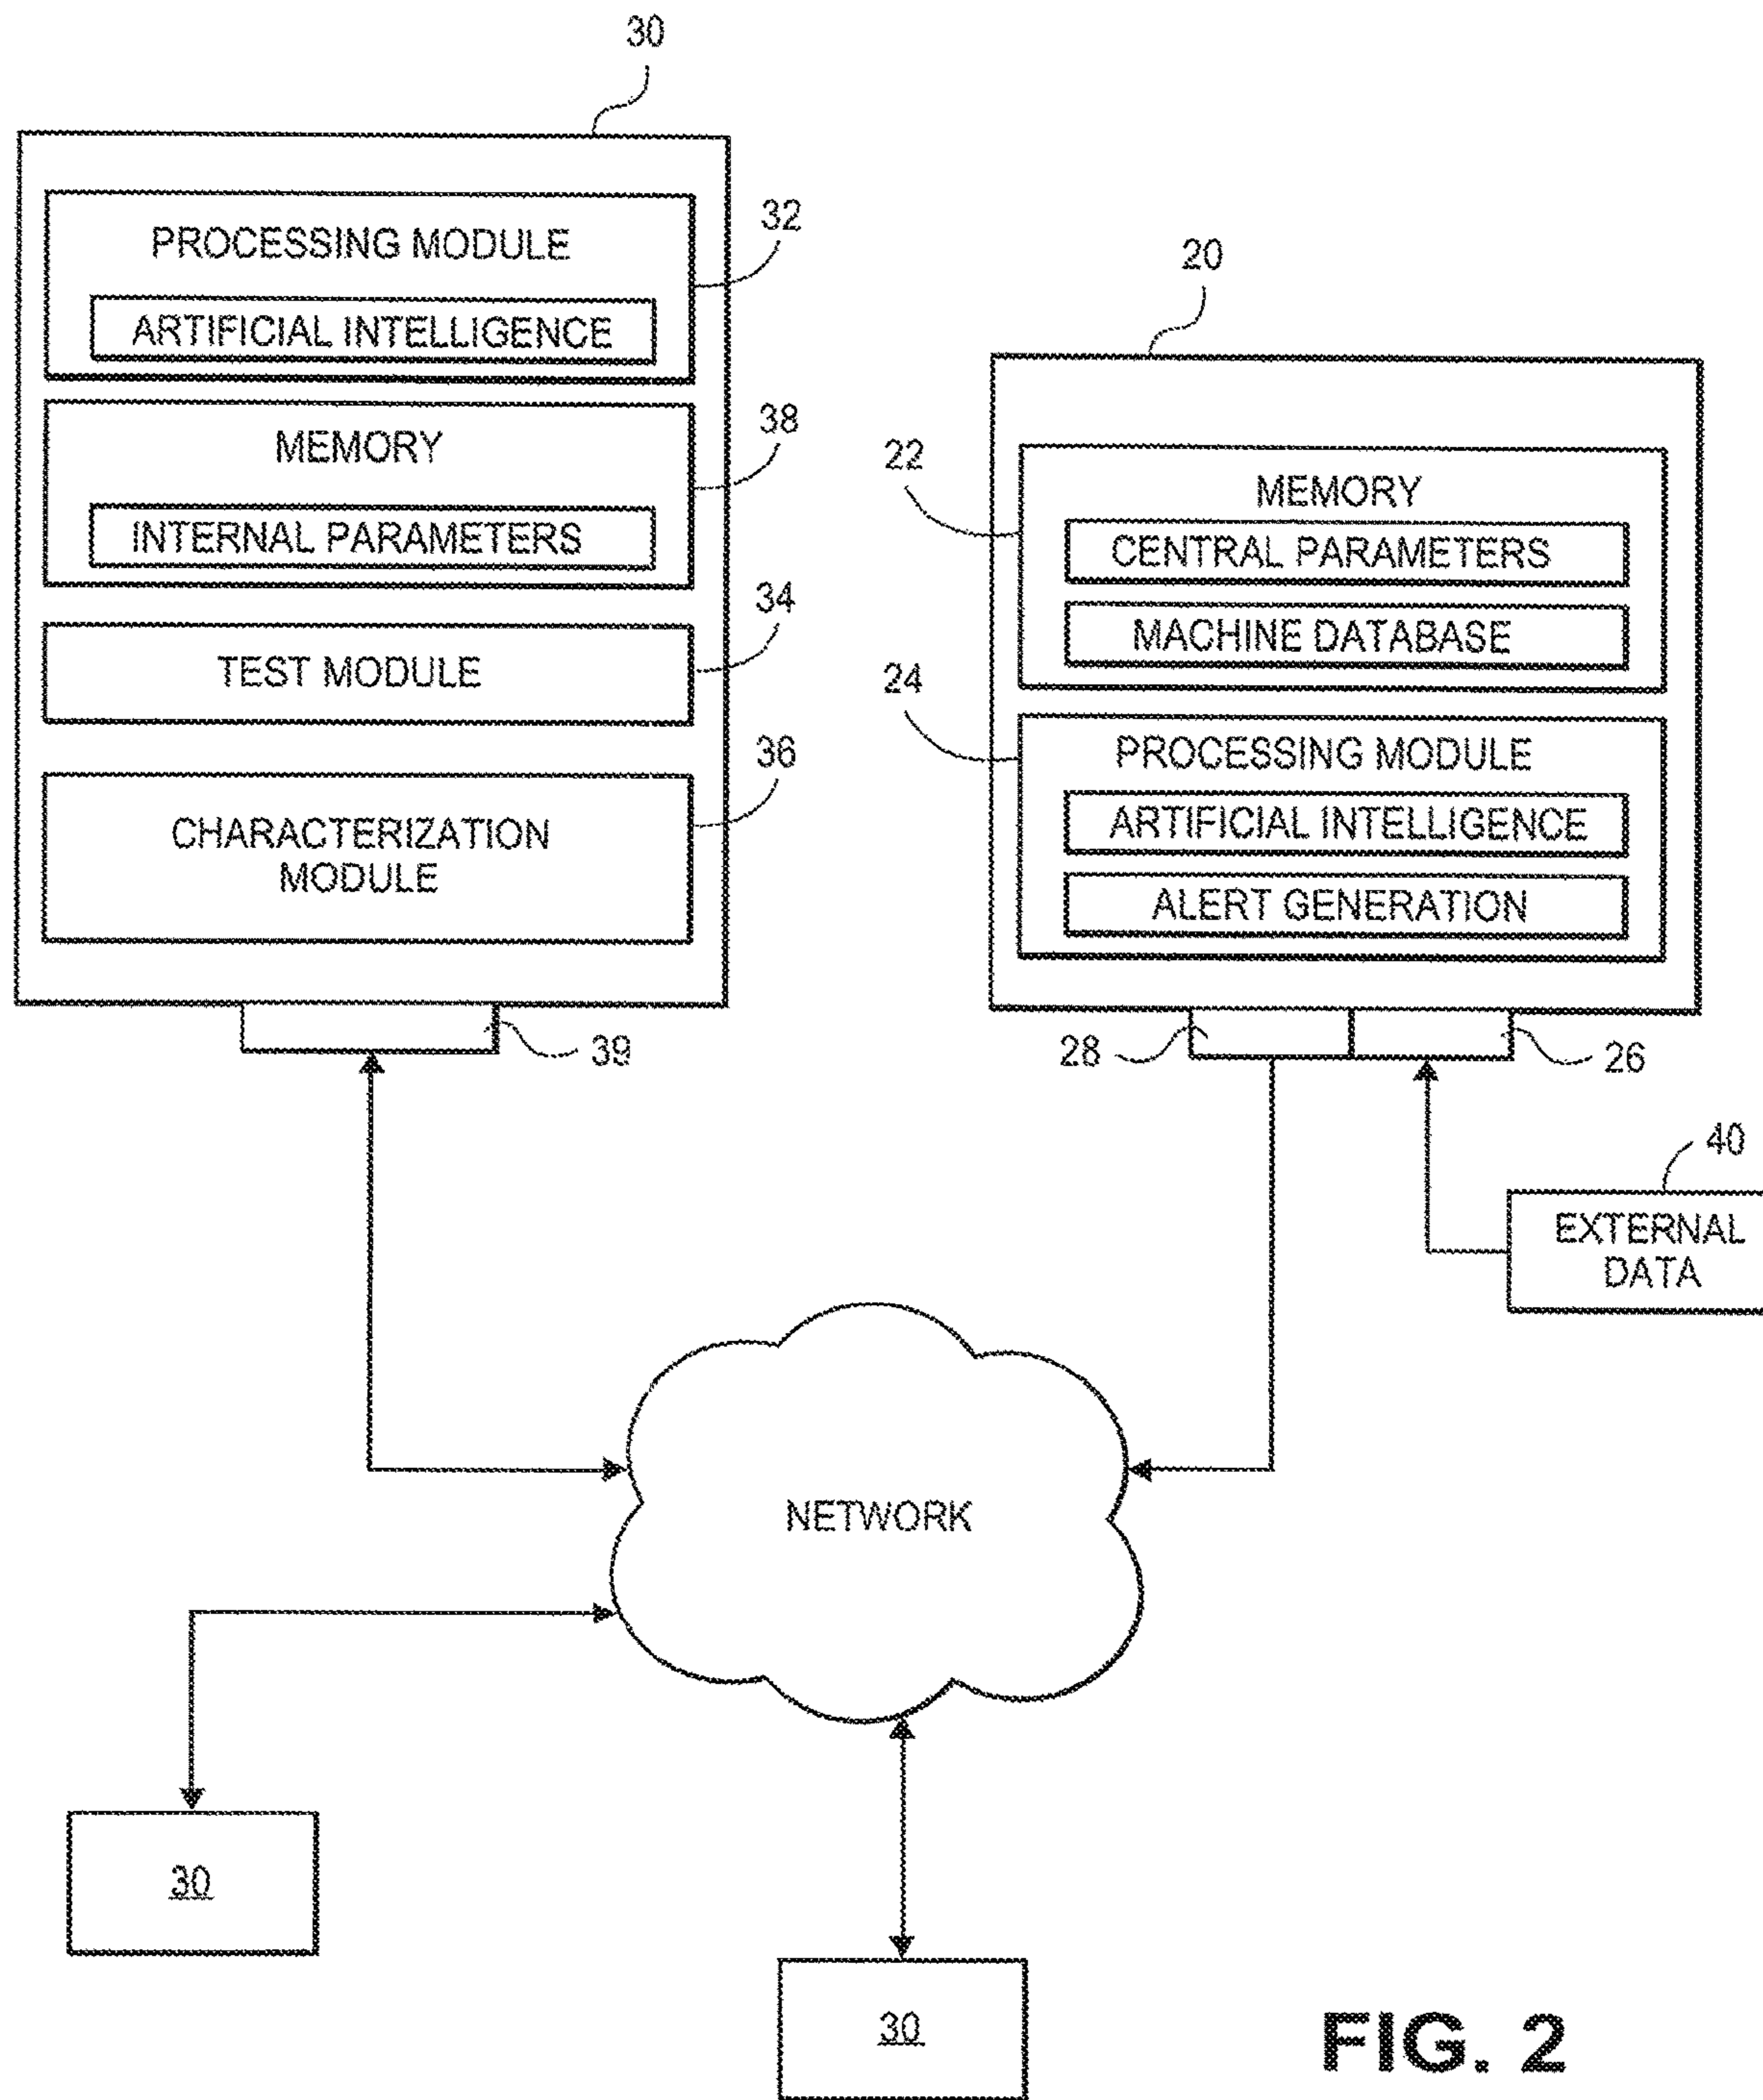 30
PROCESSING MODULE
32
ARTIFICIAL INTELLIGENCE
MEMORY
38
INTERNAL PARAMETERS
34
TEST MODULE
36
CHARACTERIZATION
MODULE
39
20
22
MEMORY
CENTRAL PARAMETERS
MACHINE DATABASE
24
PROCESSING MODULE
ARTIFICIAL INTELLIGENCE
ALERT GENERATION
28
26
40
EXTERNAL
DATA
NETWORK
30
30
FIG. 2